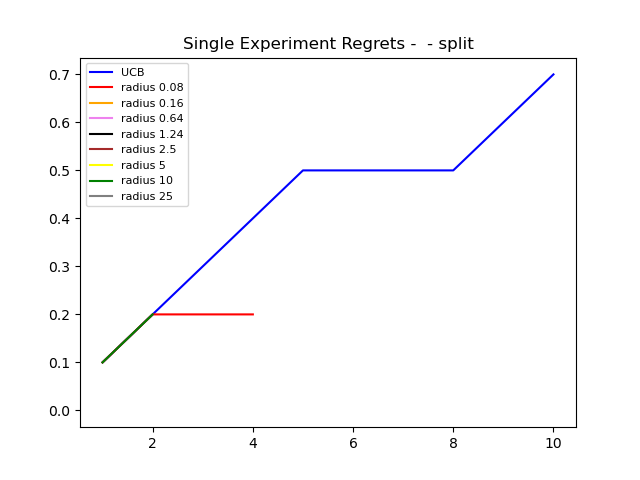 Single Experiment Regrets -  - split
UCB
radius 0.08
radius 0.16
radius 0.64
radius 1.24
radius 2.5
radius 5
radius 10
radius 25
0.7
0.6
0.5
0.4
0.3
0.2
0.1
0.0
2 4 6 8 10